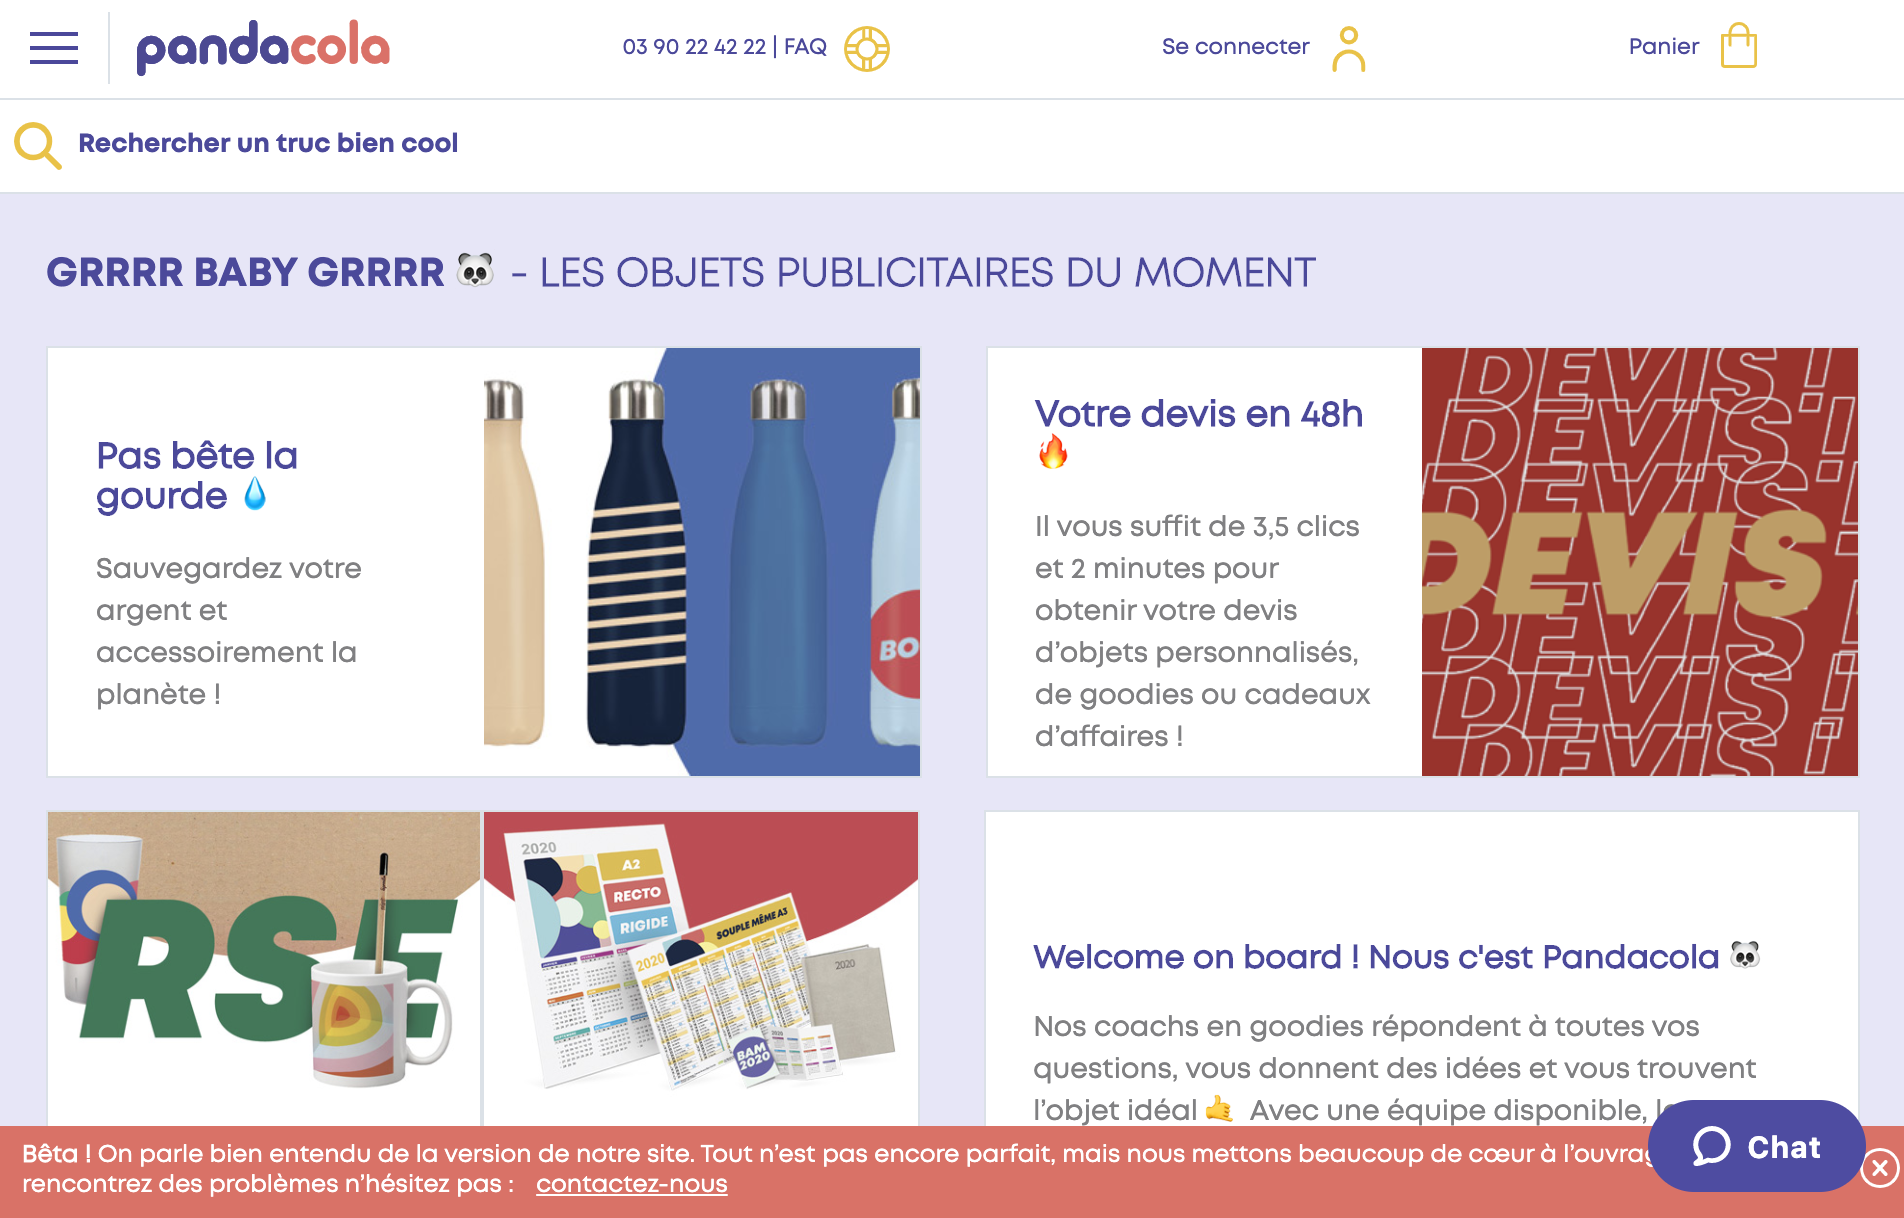 pandacola
03 90 22 42 22 | FAQ
Se connecter
Panier
Rechercher un truc bien cool
GRRRR BABY GRRRR 🐼 - LES OBJETS PUBLICITAIRES DU MOMENT
Pas bête la
gourde 💧
Sauvegardez votre
argent et
accessoirement la
planète !
BO
Votre devis en 48h
🔥
Il vous suffit de 3,5 clics
et 2 minutes pour
obtenir votre devis
d’objets personnalisés,
de goodies ou cadeaux
d’affaires !
DEVIS !
DEVIS !
DEVIS !
DEVIS
DEVIS !
DEVIS !
DEVIS !
RSE
2020
A2
RECTO
RIGIDE
SOUPLE MÊME A3
2020
2020
BAM
2020
2020
Welcome on board ! Nous c'est Pandacola 🐼
Nos coachs en goodies répondent à toutes vos
questions, vous donnent des idées et vous trouvent
l’objet idéal 🤙 Avec une équipe disponible,
Bêta ! On parle bien entendu de la version de notre site. Tout n’est pas encore parfait, mais nous mettons beaucoup de cœur à l’ouvrag
rencontrez des problèmes n’hésitez pas : contactez-nous
Chat